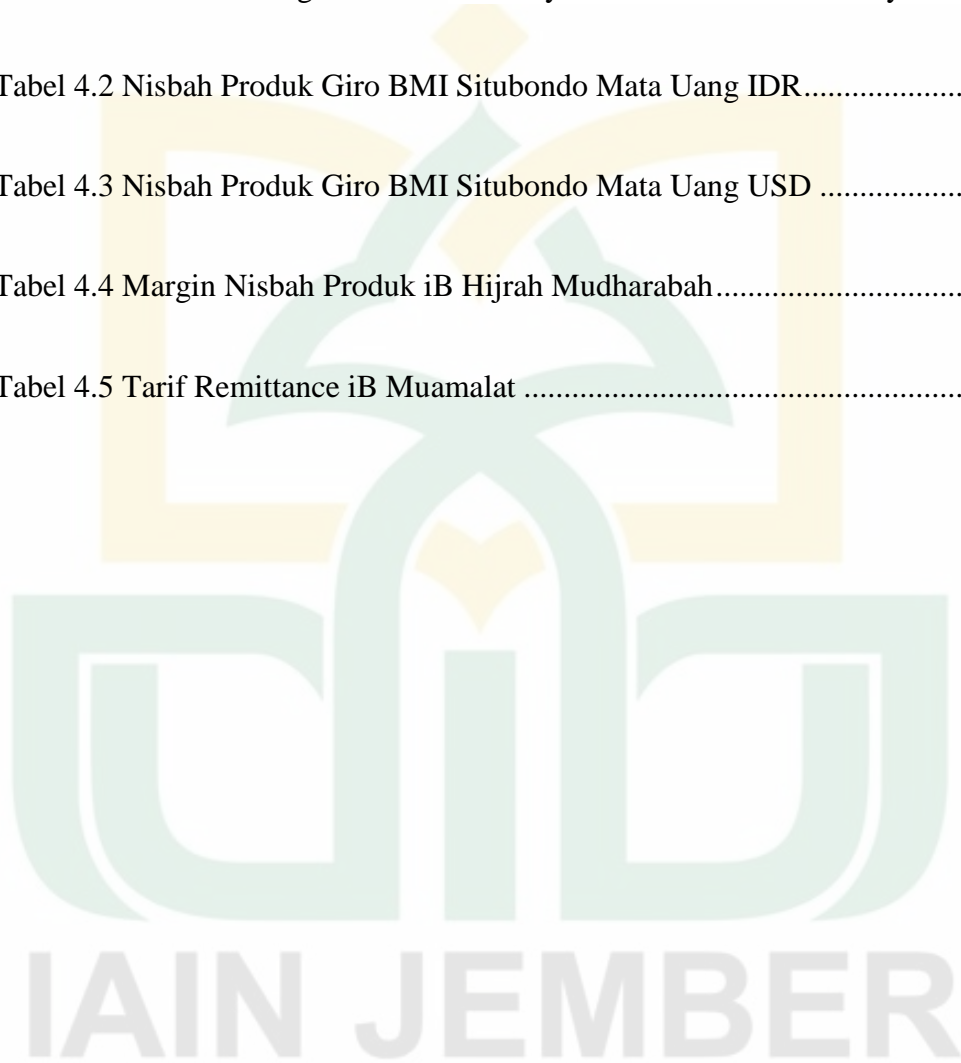 Tabel 4.2 Nisbah Produk Giro BMI Situbondo Mata Uang IDR...................
Tabel 4.3 Nisbah Produk Giro BMI Situbondo Mata Uang USD .................
Tabel 4.4 Margin Nisbah Produk iB Hijrah Mudharabah..............................
Tabel 4.5 Tarif Remittance iB Muamalat .....................................................
IAIN JEMBER